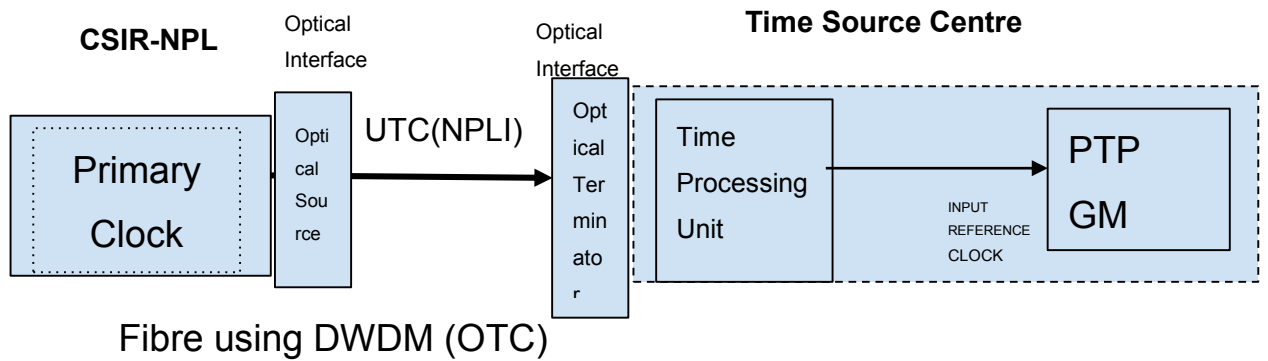 CSIR-NPL
Optical
Interface
Optical
Interface
Time Source Centre
Primary
Clock
Opti
cal
Sou
rce
UTC(NPLI)
Opt
ical
Ter
min
ato
r
Time
Processing
Unit
INPUT
REFERENCE
CLOCK
PTP
GM
Fibre using DWDM (OTC)